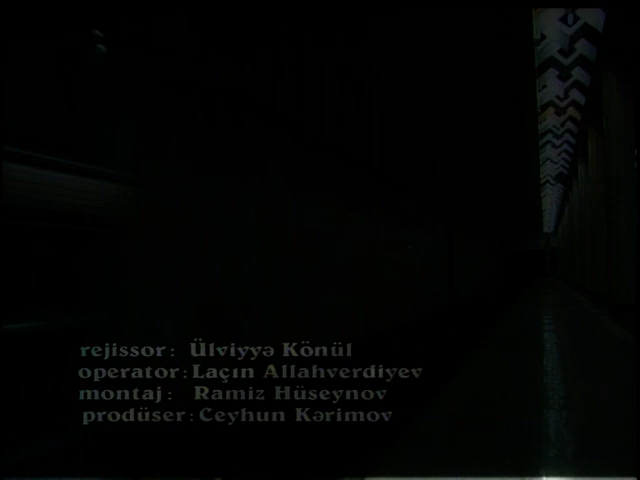 rejissor: Ülviyyə Könül
operator: Laçın Allahverdiyev
montaj: Ramiz Hüseynov
prodüser: Ceyhun Kərimov